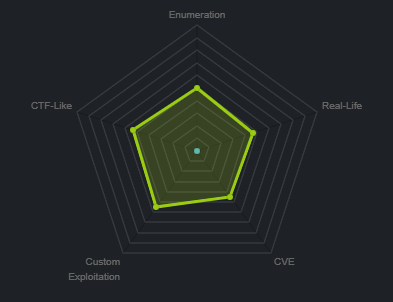 Enumeration
CTF-Like
Real-Life
Custom
Exploitation
CVE